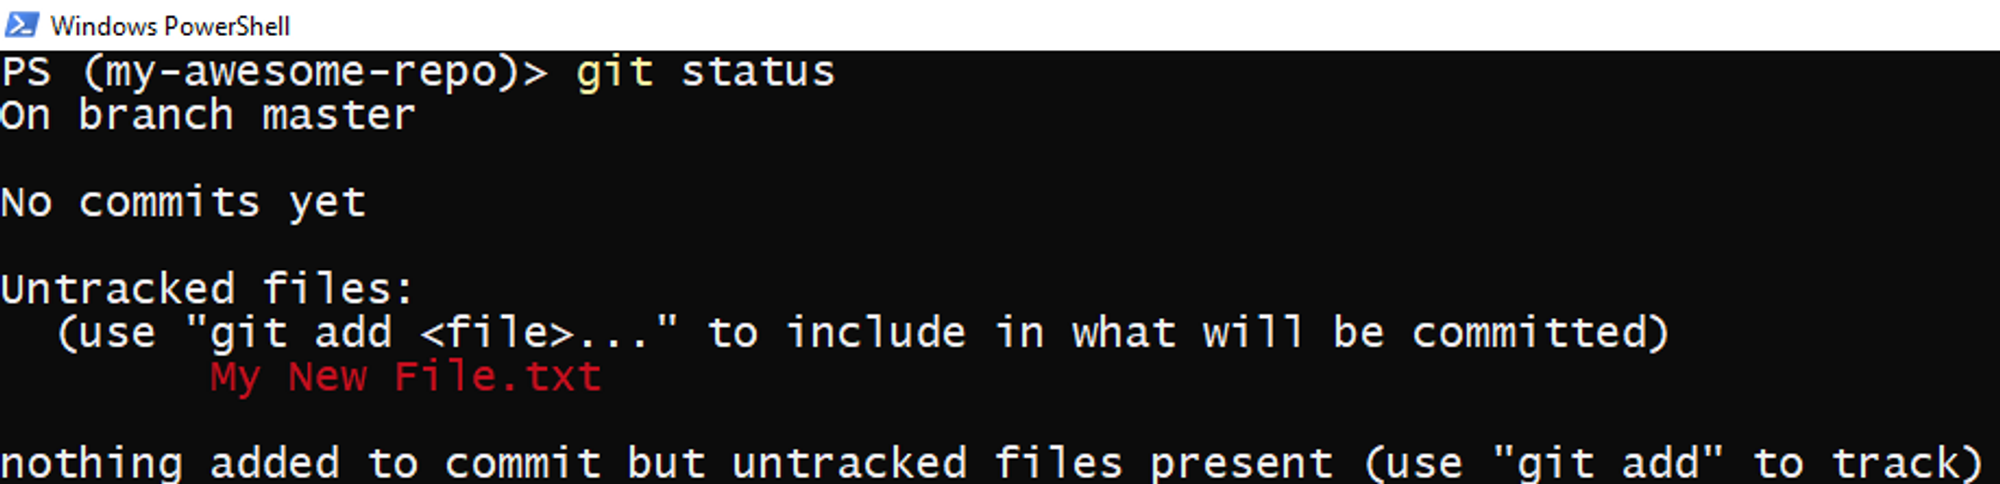 Windows PowerShell
PS (my-awesome-repo)> git status
On branch master
No commits yet
Untracked files:
(use "git add <file>..." to include in what will be committed)
My New File.txt
nothing added to commit but untracked files present (use "git add" to track)